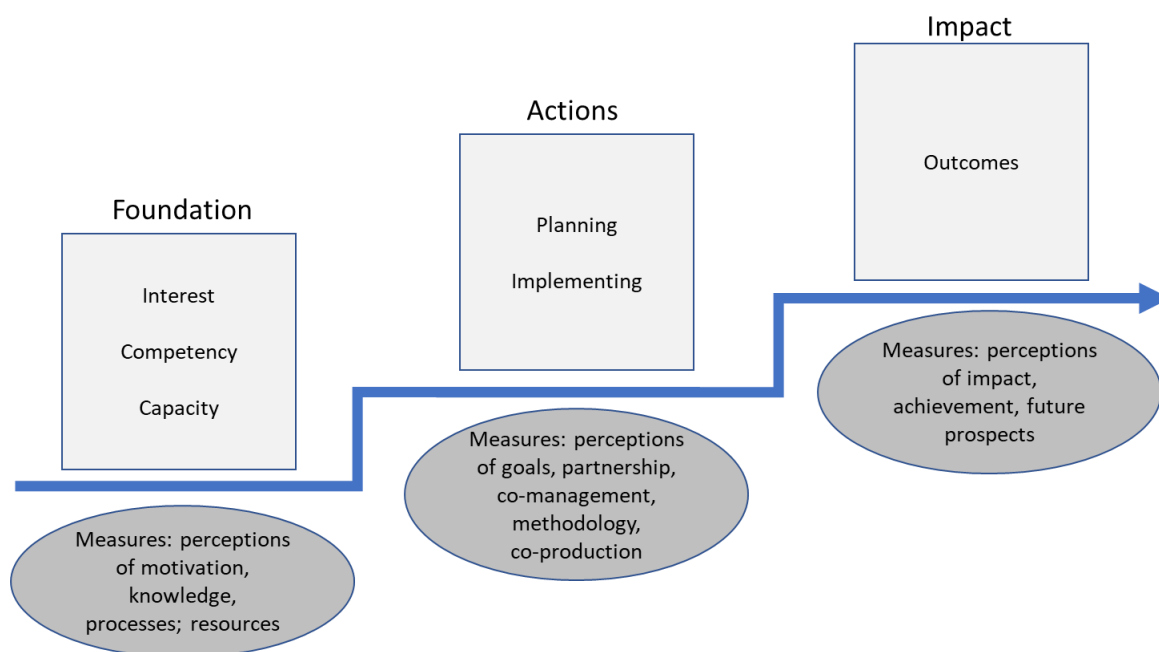 Foundation
Interest
Competency
Capacity
Measures: perceptions
of motivation,
knowledge,
processes; resources
Actions
Planning
Implementing
Measures: perceptions
of goals, partnership,
co-management,
methodology,
co-production
Impact
Outcomes
Measures: perceptions
of impact,
achievement, future
prospects